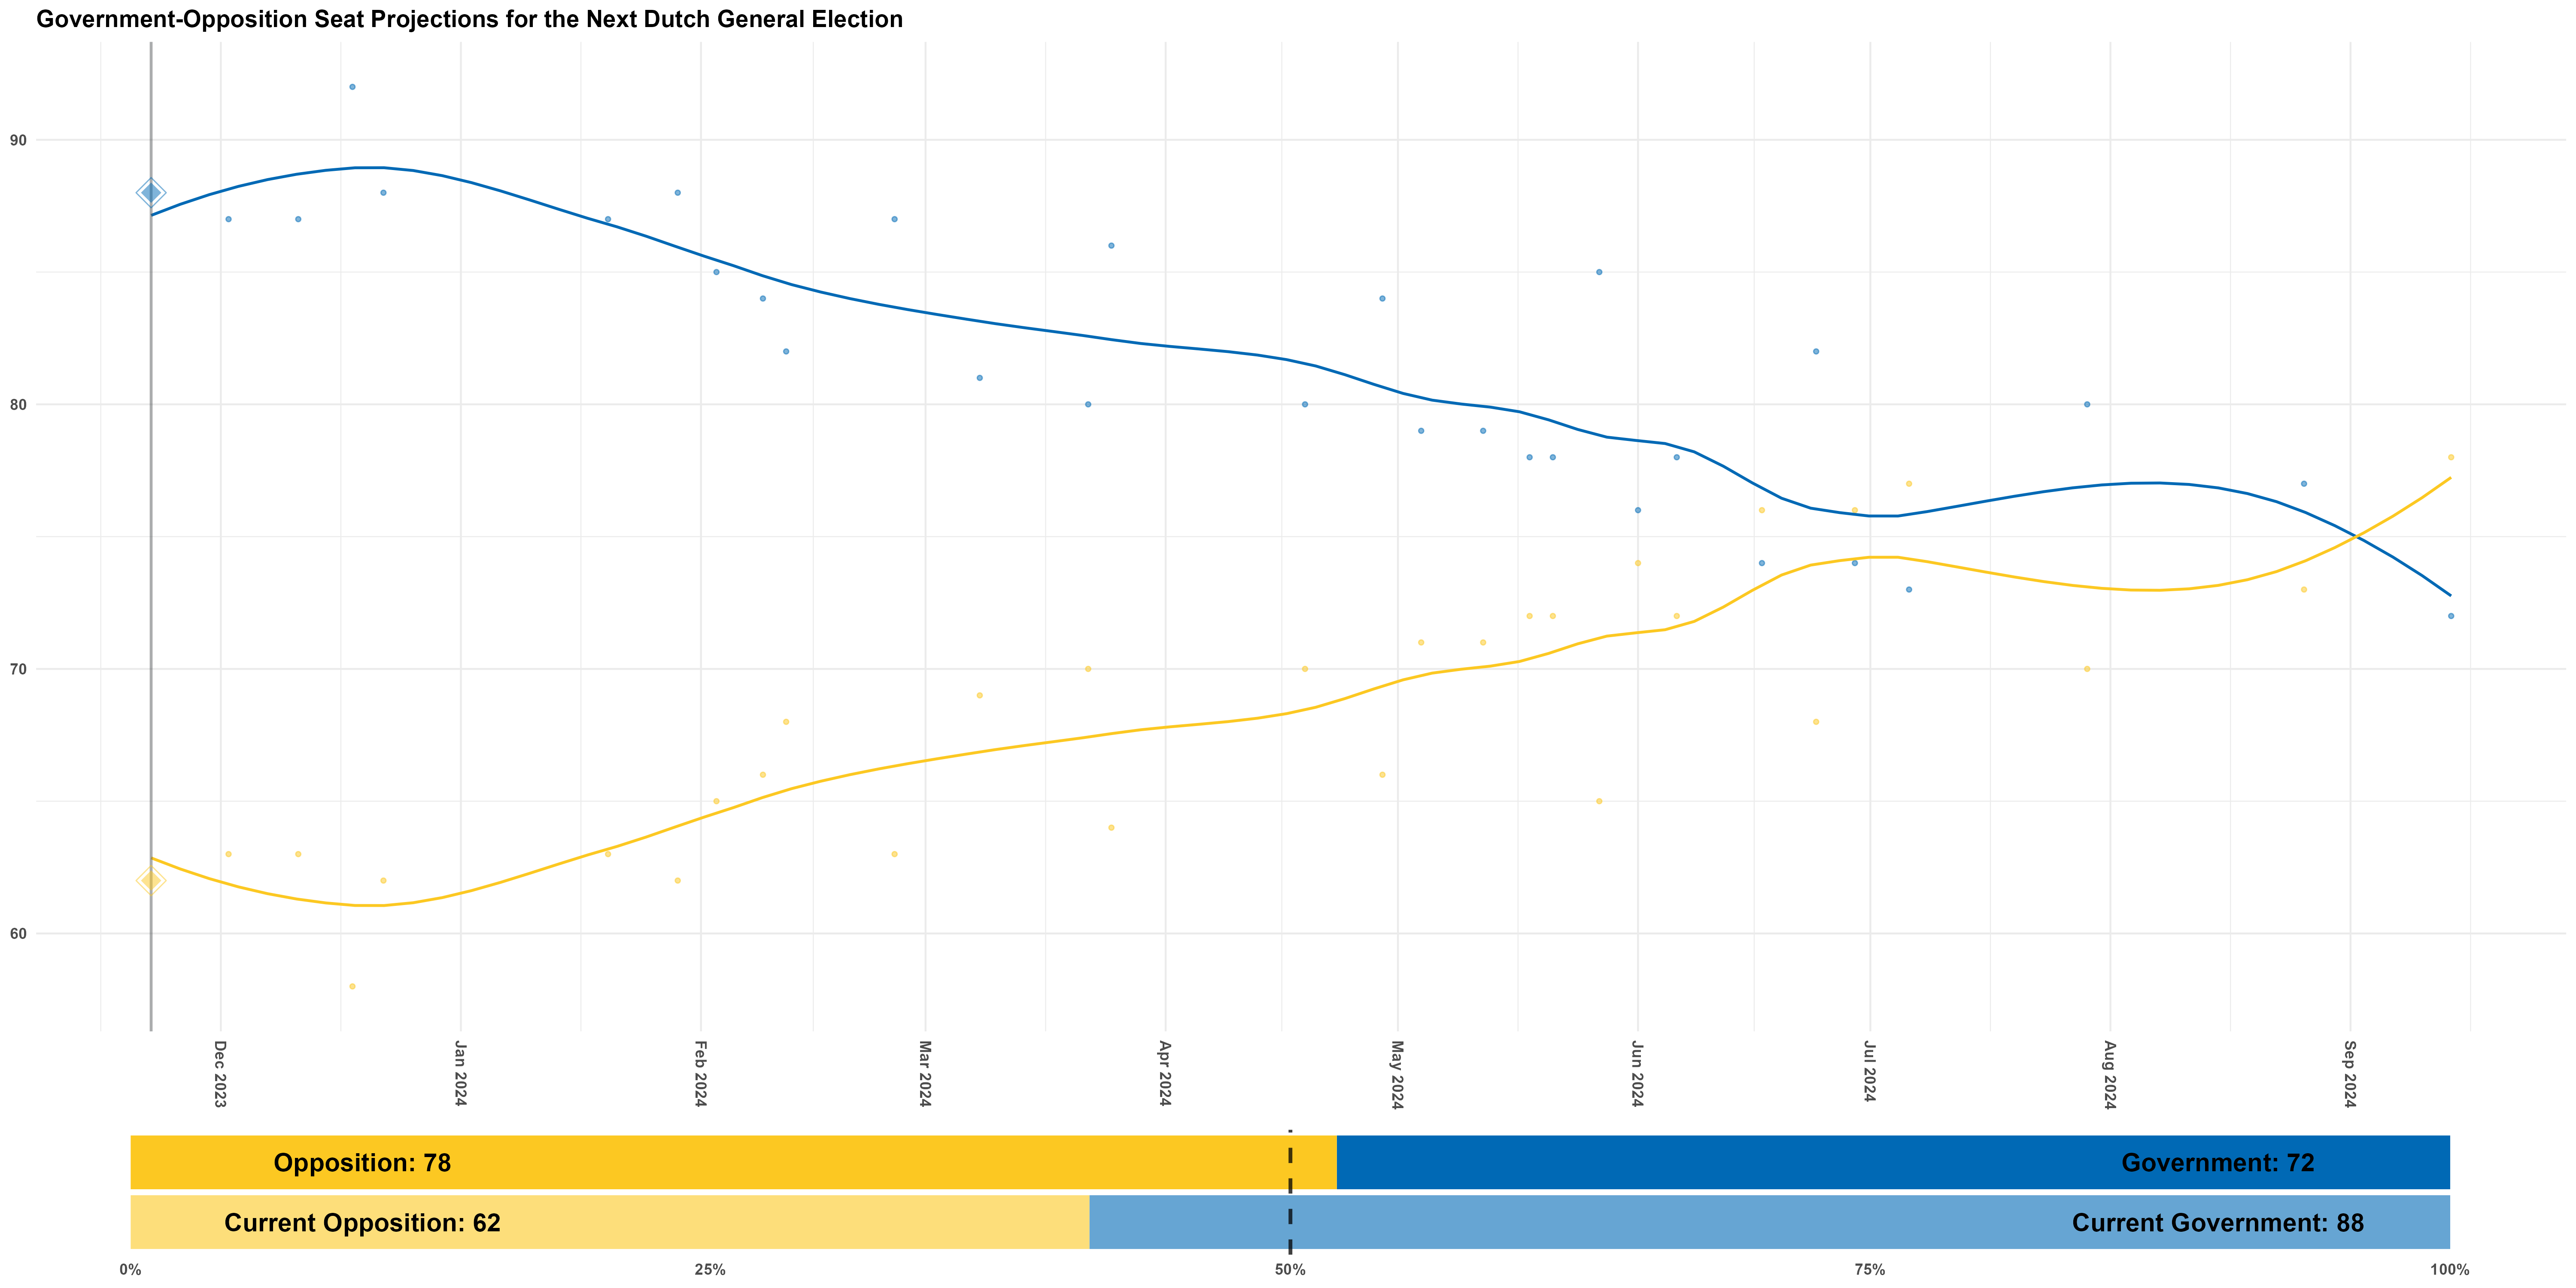 Government-Opposition Seat Projections for the Next Dutch General Election
90
80
70
60
Dec 2023
Jan 2024
Feb 2024
Mar 2024
Apr 2024
May 2024
Jun 2024
Jul 2024
Aug 2024
Sep 2024
Opposition: 78
Government: 72
Current Opposition: 62
Current Government: 88
0%
25%
50%
75%
100%